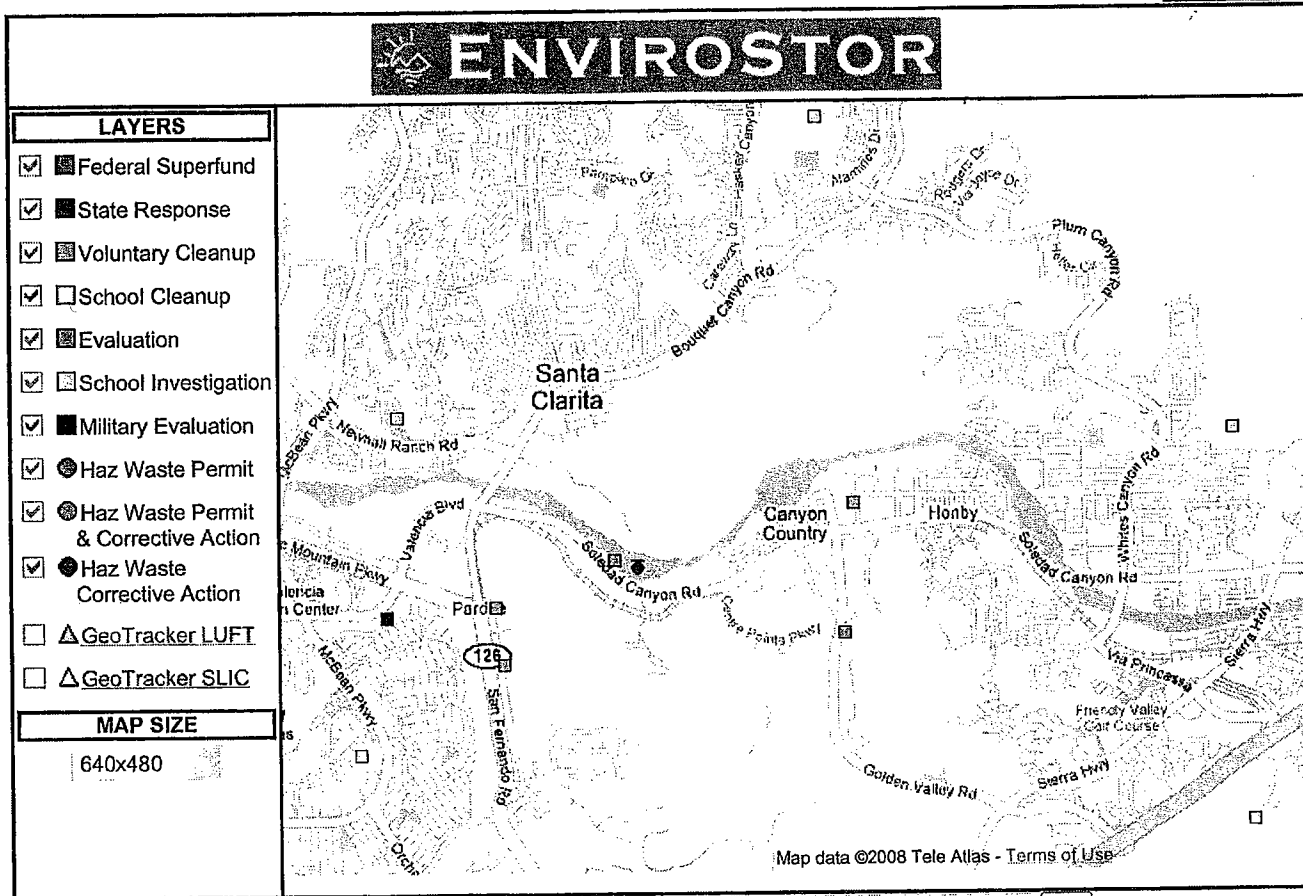 ENVIROSTOR
LAYERS
Federal Superfund
State Response
Voluntary Cleanup
School Cleanup
Evaluation
School Investigation
Military Evaluation
Haz Waste Permit
Haz Waste Permit
& Corrective Action
Haz Waste
Corrective Action
GeoTracker LUFT
GeoTracker SLIC
MAP SIZE
640x480
Plum Canyon Rd
Bouquet Canyon Rd
Santa
Clarita
McBean Pkwy
Newhall Ranch Rd
Valencia Blvd
Canyon
Country
Honby
Whites Canyon Rd
Soledad Canyon Rd
Soledad Canyon Rd
Mountain Pkwy
Center
126
McBean Pkwy
San Fernando Rd
Via Princessa
Sierra Hwy
Friendly Valley
Golf Course
Golden Valley Rd
Sierra Hwy
Map data ©2008 Tele Atlas - Terms of Use